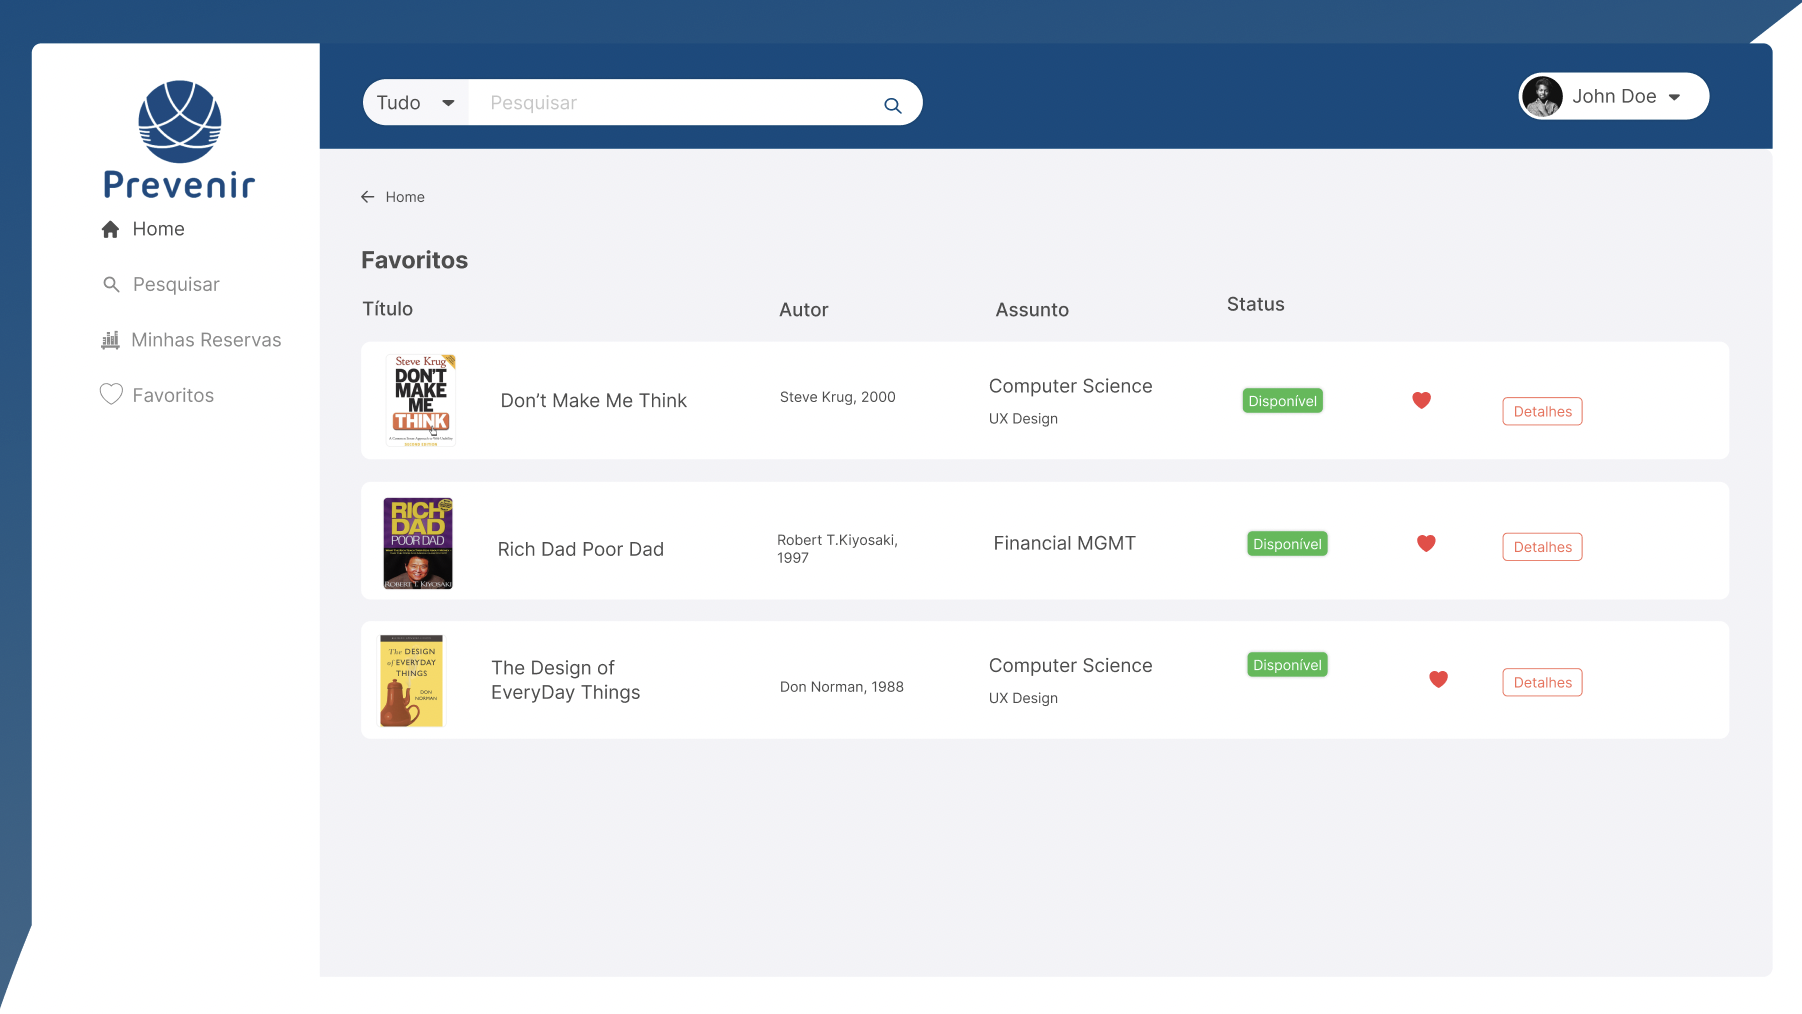 Prevenir
Home
Pesquisar
Minhas Reservas
Favoritos
Tudo
Pesquisar
John Doe
Home
Favoritos
Título
Autor
Assunto
Status
Steve Krug
DON'T
MAKE
ME
THINK
Don’t Make Me Think
Steve Krug, 2000
Computer Science
UX Design
Disponível
Detalhes
RICH
DAD
POOR DAD
ROBERT T. KIYOSAKI
Rich Dad Poor Dad
Robert T.Kiyosaki,
1997
Financial MGMT
Disponível
Detalhes
The DESIGN
of EVERYDAY
THINGS
DON
NORMAN
The Design of
EveryDay Things
Don Norman, 1988
Computer Science
UX Design
Disponível
Detalhes